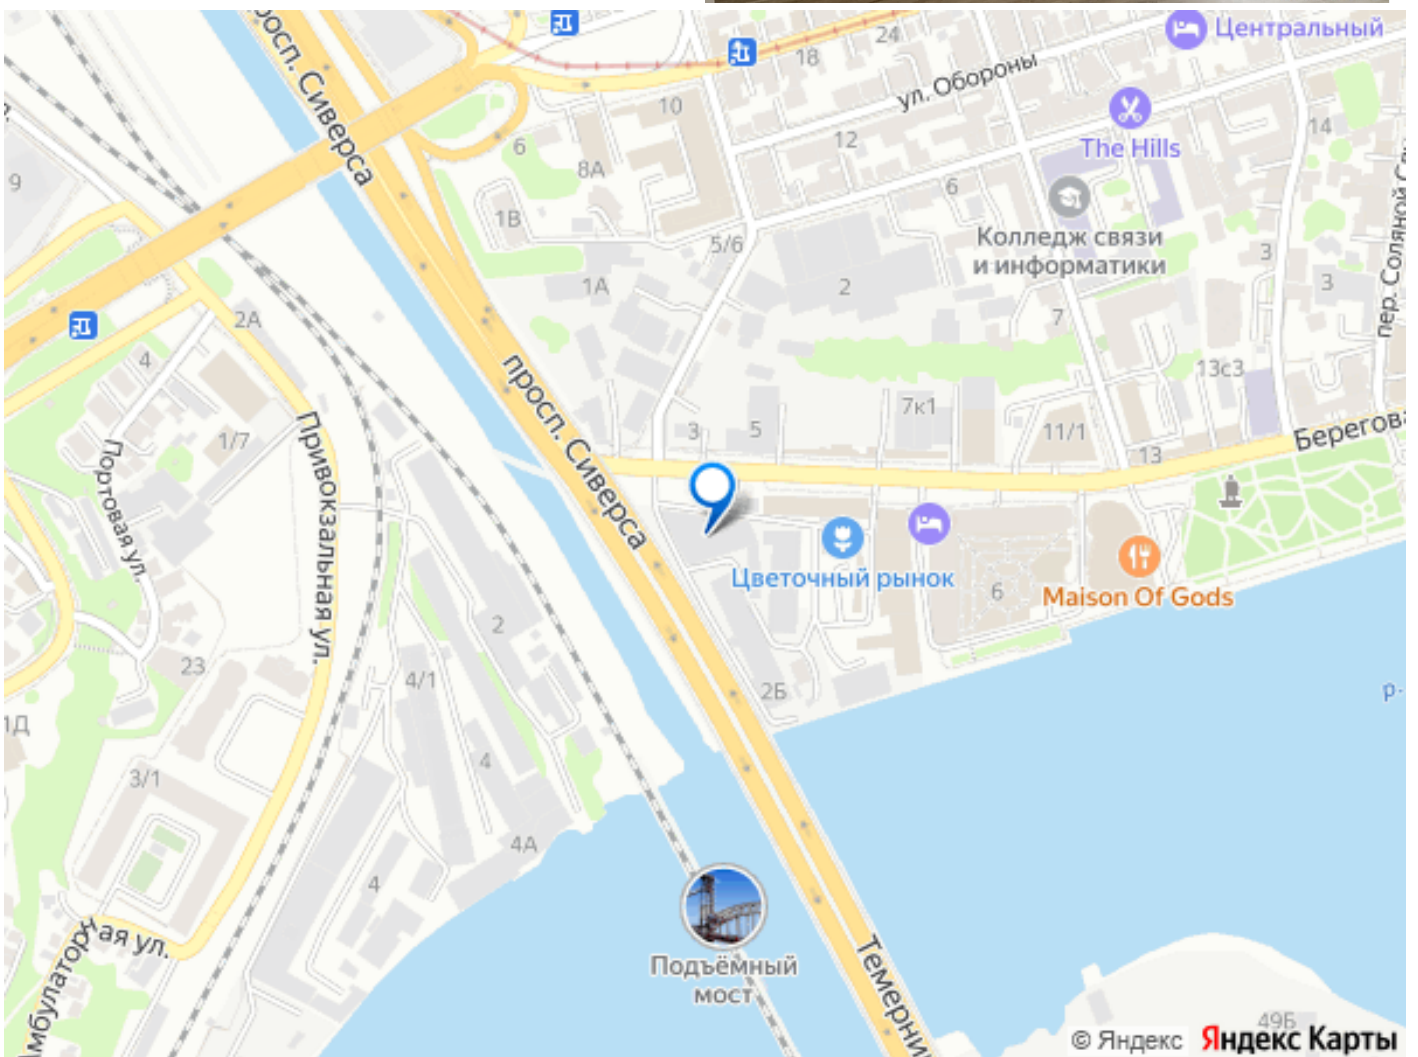 Центральный
24
18
просп. Сиверса
ул. Обороны
10
The Hills
14
12
6
8А
9
6
1В
5/6
Колледж связи
и информатики
3
3
1А
2
7
2А
4
просп. Сиверса
13с3
7к1
3
5
11/1
1/7
Привокзальная ул.
Портовая ул.
13
Берегова
Цветочный рынок
6
Maison Of Gods
2
23
4/1
2Б
р-
1Д
4
3/1
4А
4
ная ул.
Подъёмный
мост
49Б
© Яндекс Яндекс Карты